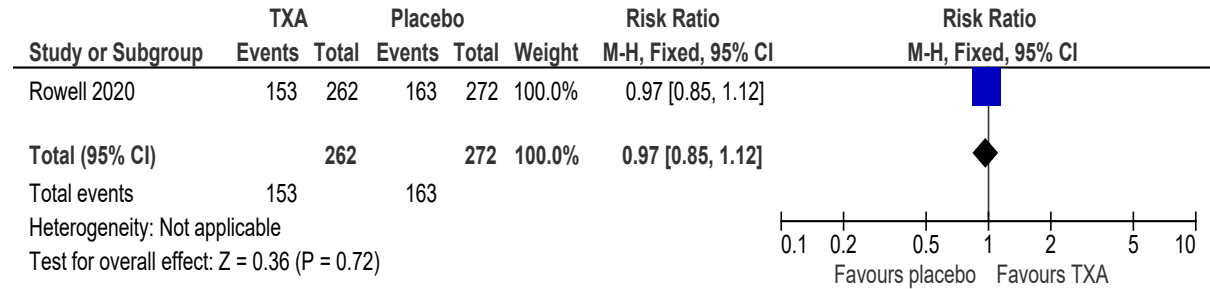 TXA Placebo Risk Ratio Risk Ratio
Study or Subgroup Events Total Events Total Weight M-H, Fixed, 95% CI M-H, Fixed, 95% CI
Rowell 2020 153 262 163 272 100.0% 0.97 [0.85, 1.12]
Total (95% CI) 262 272 100.0% 0.97 [0.85, 1.12]
Total events 153 163
Heterogeneity: Not applicable
Test for overall effect: Z = 0.36 (P = 0.72)
0.1 0.2 0.5 1 2 5 10
Favours placebo Favours TXA